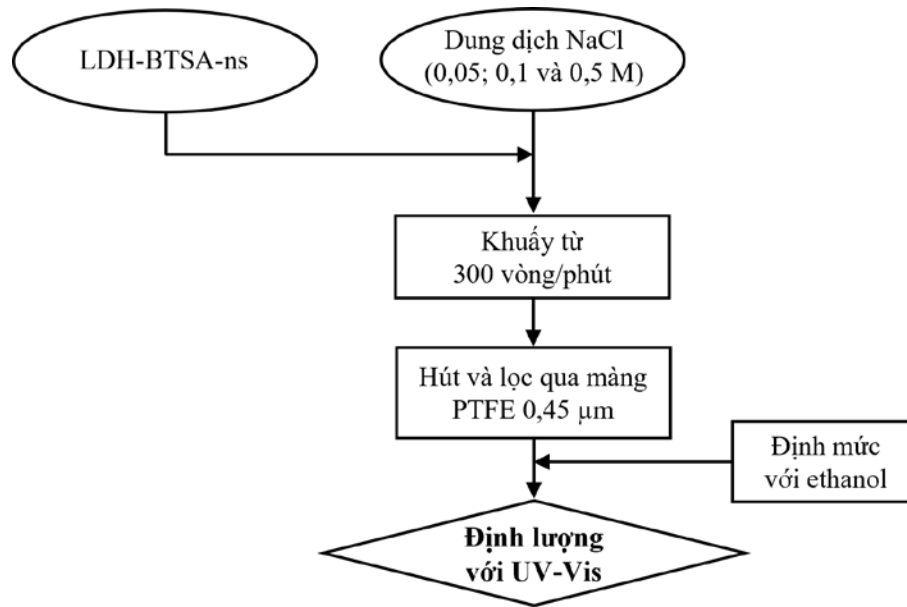 LDH-BTSA-ns
Dung dịch NaCl
(0,05; 0,1 và 0,5 M)
Khuấy từ
300 vòng/phút
Hút và lọc qua màng
PTFE 0,45 µm
Định mức
với ethanol
Định lượng
với UV-Vis